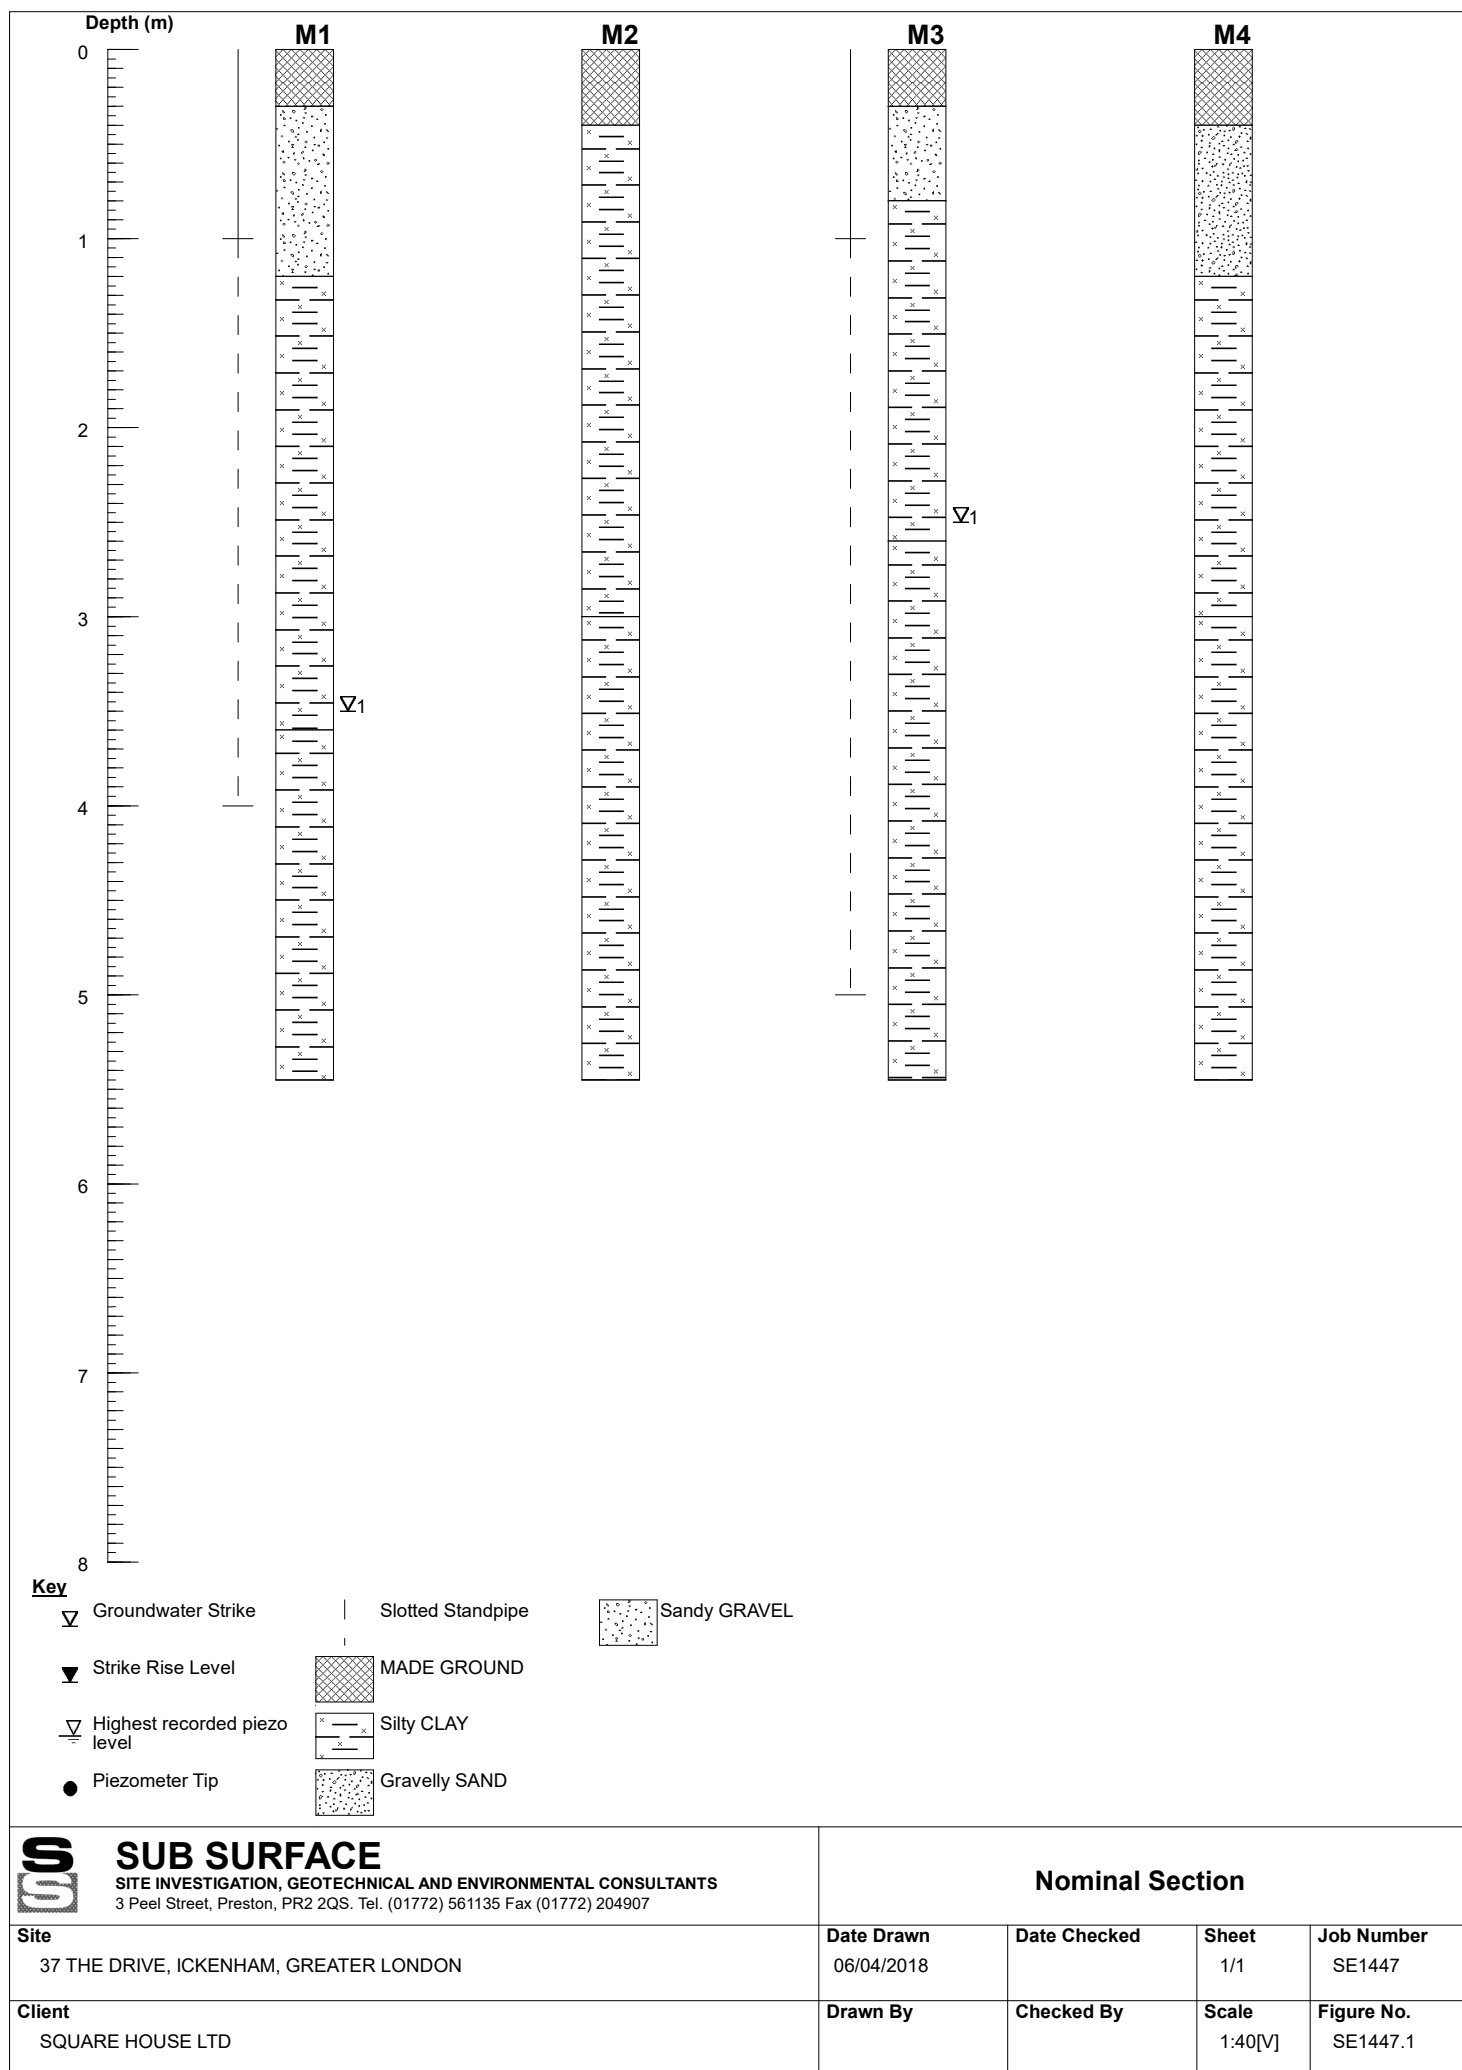 Depth (m)
M1 M2 M3 M4
0
1
2
1
3
1
4
5
6
7
8
Key
Groundwater Strike
Slotted Standpipe
Sandy GRAVEL
Strike Rise Level
MADE GROUND
Highest recorded piezo
level
Silty CLAY
Piezometer Tip
Gravelly SAND
SUB SURFACE
SITE INVESTIGATION, GEOTECHNICAL AND ENVIRONMENTAL CONSULTANTS
3 Peel Street, Preston, PR2 2QS. Tel. (01772) 561135 Fax (01772) 204907
Nominal Section
Site
37 THE DRIVE, ICKENHAM, GREATER LONDON
Date Drawn
06/04/2018
Date Checked
Sheet
1/1
Job Number
SE1447
Client
SQUARE HOUSE LTD
Drawn By
Checked By
Scale
1:40[V]
Figure No.
SE1447.1